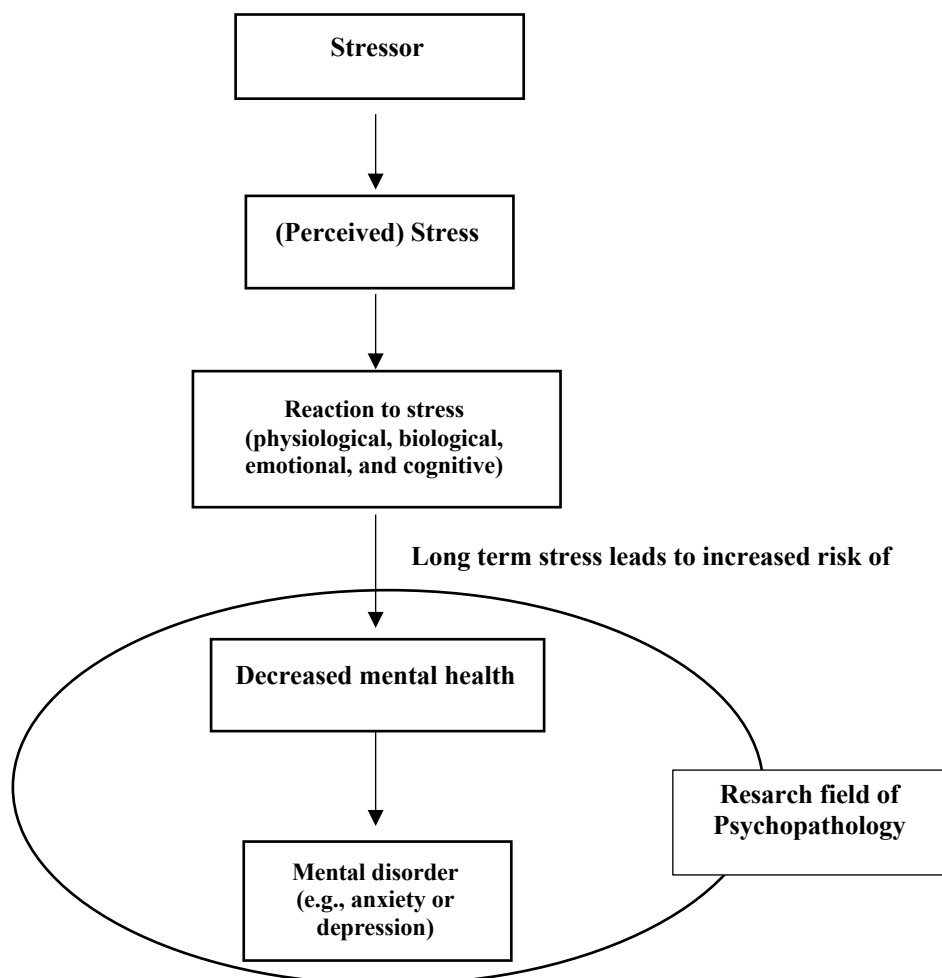 Stressor
(Perceived) Stress
Reaction to stress
(physiological, biological,
emotional, and cognitive)
Long term stress leads to increased risk of
Decreased mental health
Resarch field of
Psychopathology
Mental disorder
(e.g., anxiety or
depression)